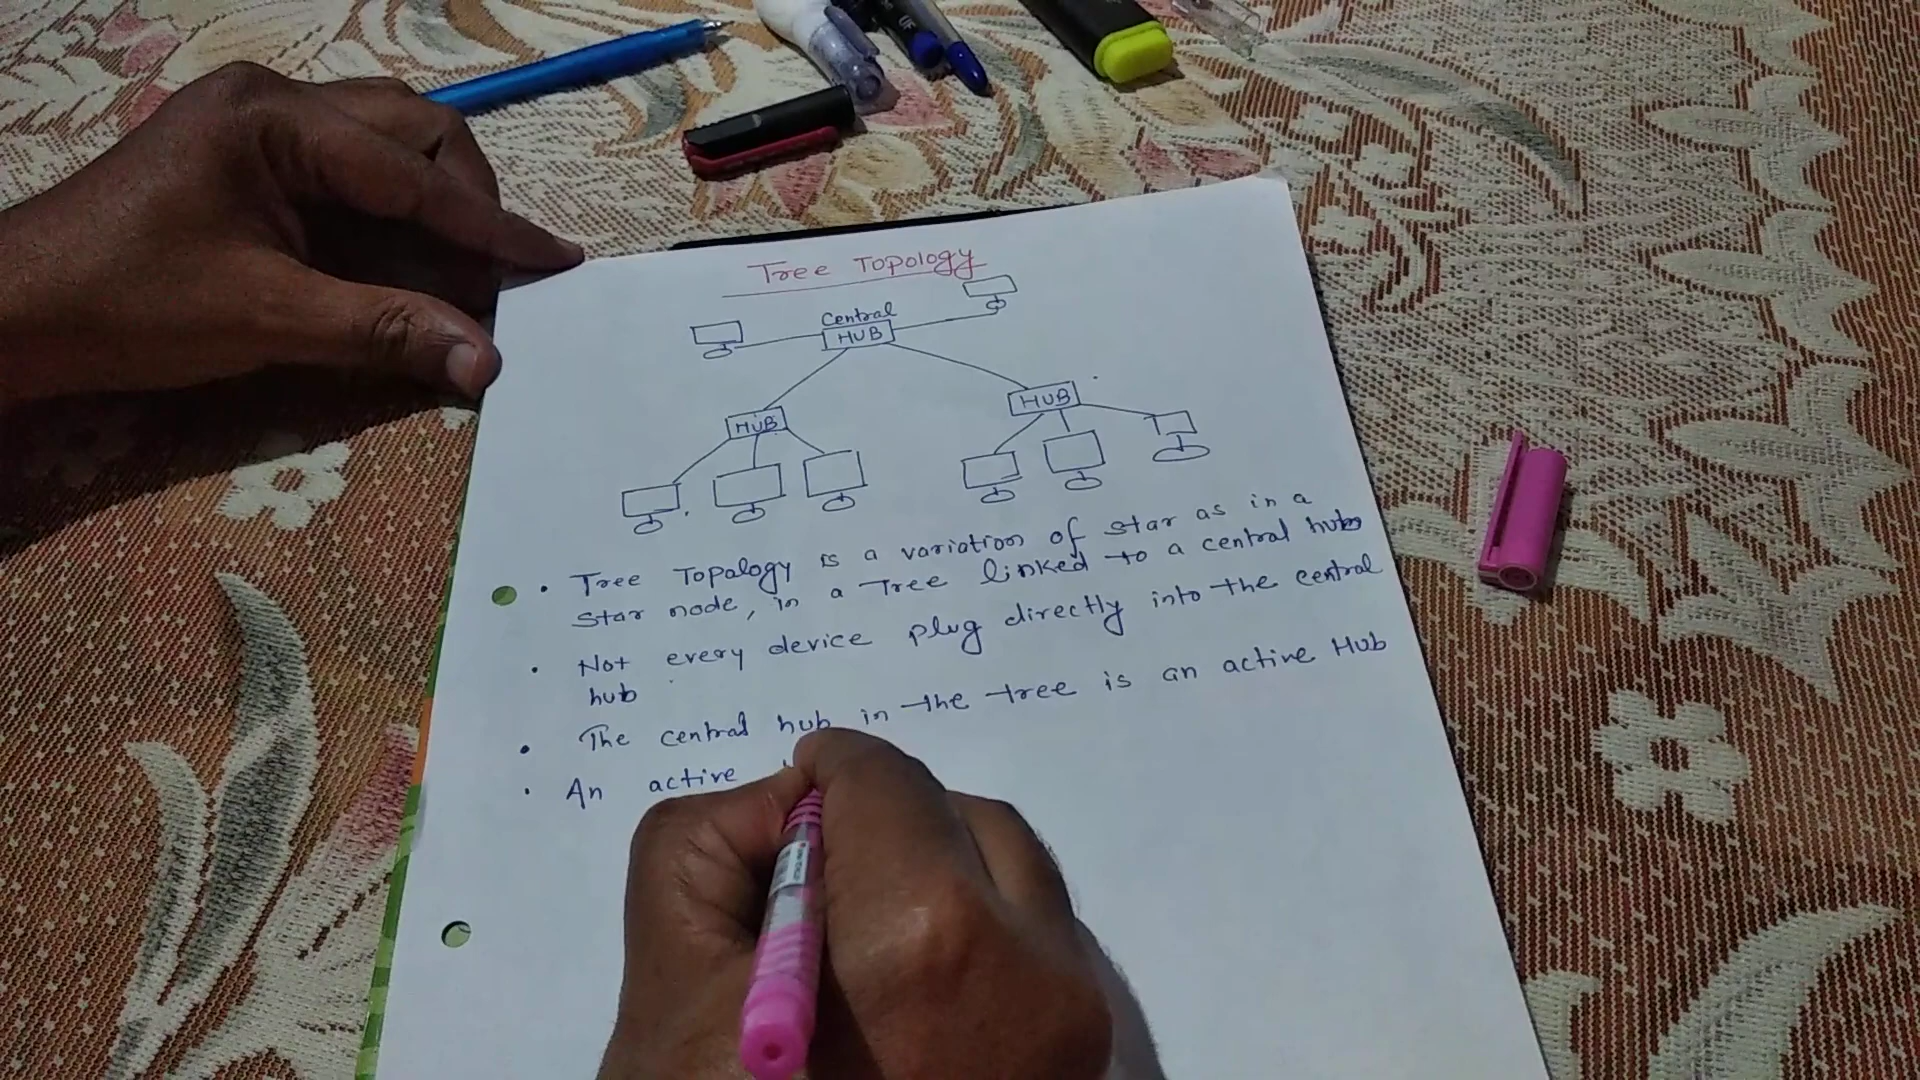 Tree Topology
Central
HUB
HUB
HUB
• Tree Topology is a variation of star as in a
star node, in a Tree linked to a central hub
• Not every device plug directly into the central
hub
• The central hub in the tree is an active Hub
• An active